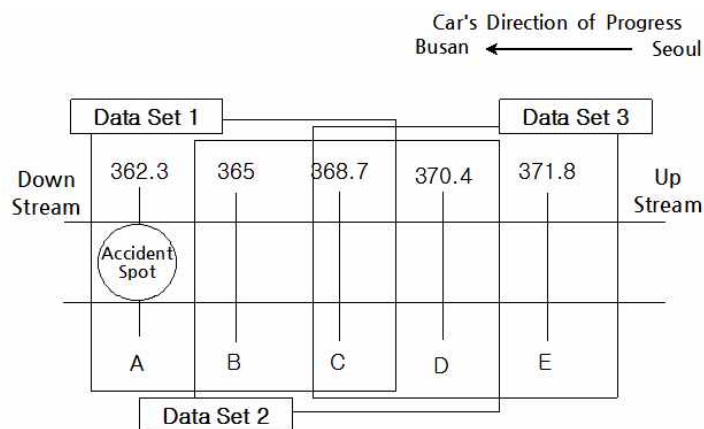 Car's Direction of Progress
Busan Seoul
Data Set 1 Data Set 3
362.3 365 368.7 370.4 371.8
Down
Stream
Up
Stream
Accident
Spot
A B C D E
Data Set 2